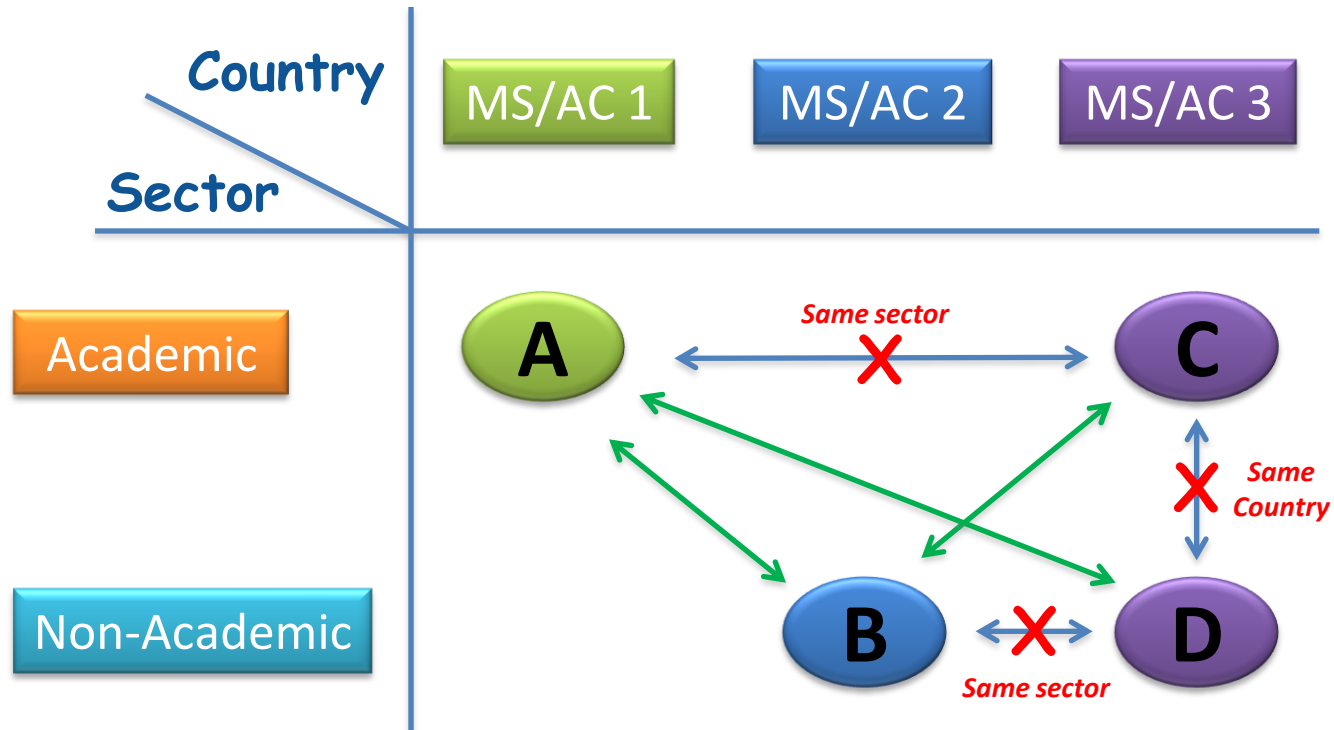 Country
MS/AC 1
MS/AC 2
MS/AC 3
Sector
Academic
A
Same sector
C
Same
Country
Non-Academic
B
D
Same sector